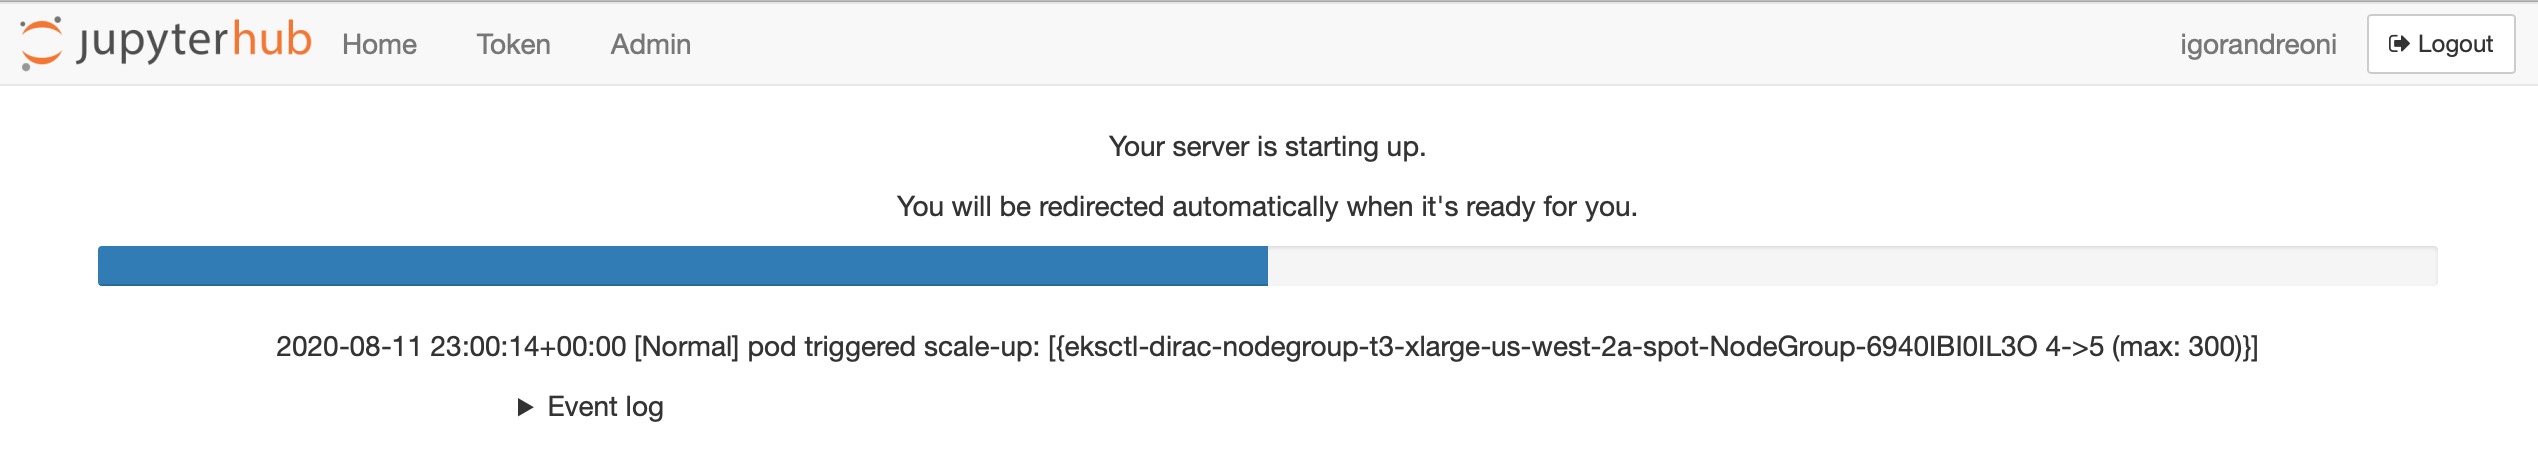 jupyterhub Home Token Admin igorandreoni Logout
Your server is starting up.
You will be redirected automatically when it's ready for you.
2020-08-11 23:00:14+00:00 [Normal] pod triggered scale-up: [{eksctl-dirac-nodegroup-t3-xlarge-us-west-2a-spot-NodeGroup-6940IBI0IL3O 4->5 (max: 300)}]
Event log